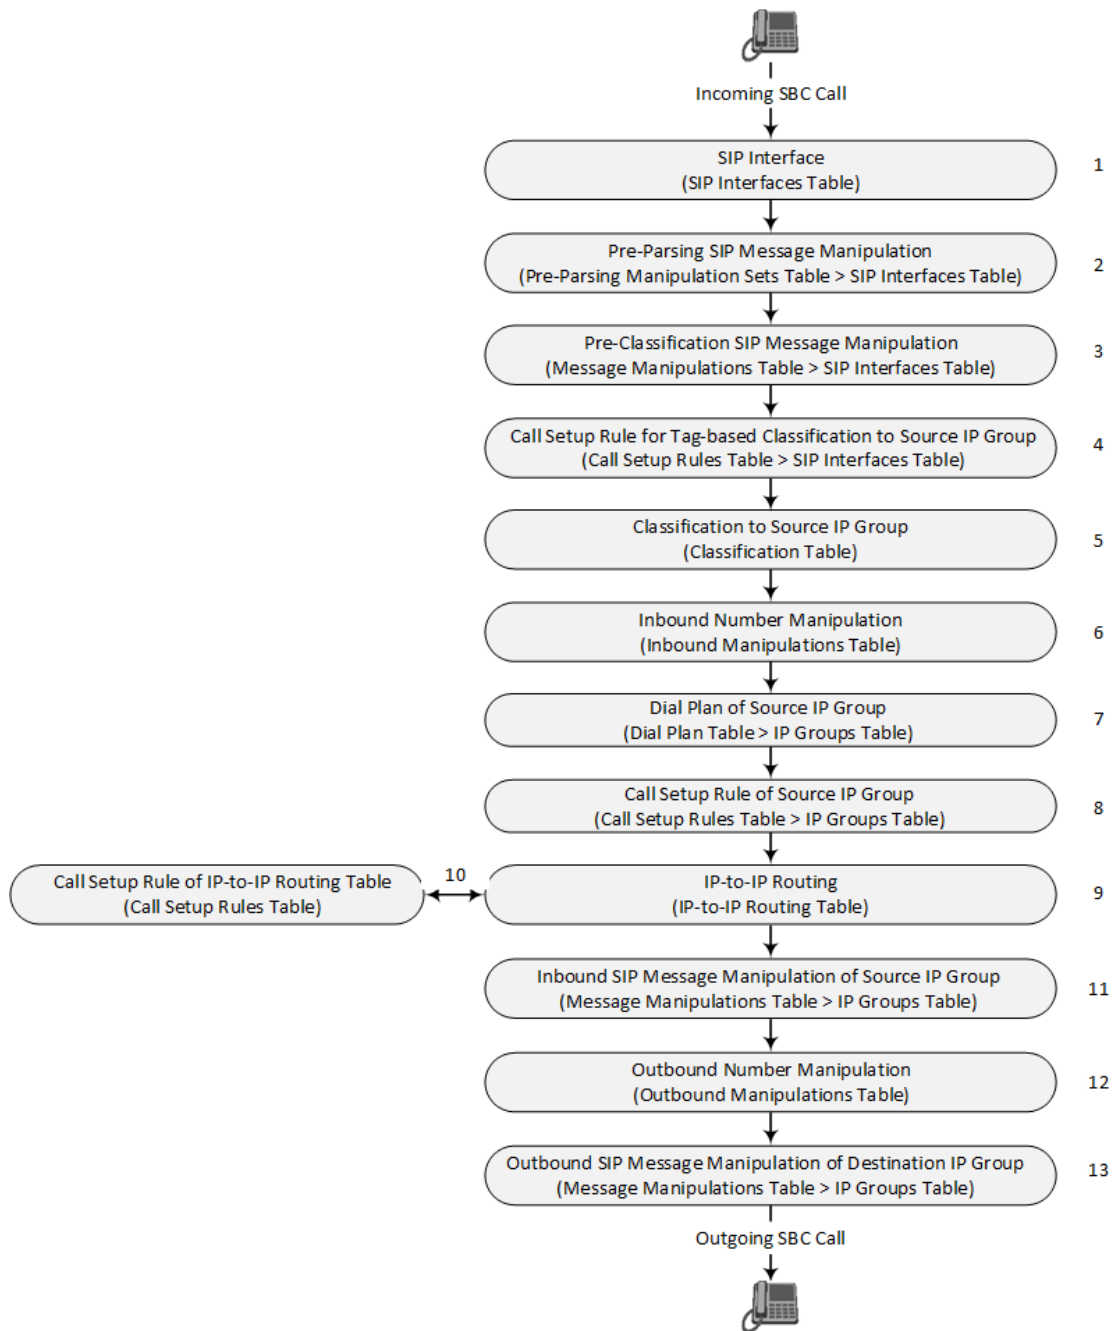 Incoming SBC Call
SIP Interface
(SIP Interfaces Table)
1
Pre-Parsing SIP Message Manipulation
(Pre-Parsing Manipulation Sets Table > SIP Interfaces Table)
2
Pre-Classification SIP Message Manipulation
(Message Manipulations Table > SIP Interfaces Table)
3
Call Setup Rule for Tag-based Classification to Source IP Group
(Call Setup Rules Table > SIP Interfaces Table)
4
Classification to Source IP Group
(Classification Table)
5
Inbound Number Manipulation
(Inbound Manipulations Table)
6
Dial Plan of Source IP Group
(Dial Plan Table > IP Groups Table)
7
Call Setup Rule of Source IP Group
(Call Setup Rules Table > IP Groups Table)
8
Call Setup Rule of IP-to-IP Routing Table
(Call Setup Rules Table)
10
IP-to-IP Routing
(IP-to-IP Routing Table)
9
Inbound SIP Message Manipulation of Source IP Group
(Message Manipulations Table > IP Groups Table)
11
Outbound Number Manipulation
(Outbound Manipulations Table)
12
Outbound SIP Message Manipulation of Destination IP Group
(Message Manipulations Table > IP Groups Table)
13
Outgoing SBC Call